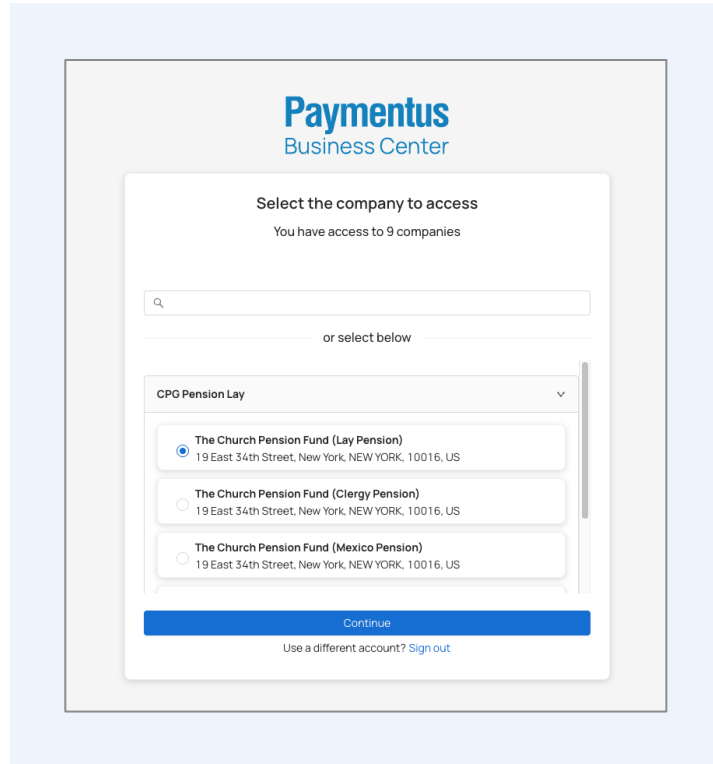 Paymentus
Business Center
Select the company to access
You have access to 9 companies
or select below
CPG Pension Lay
The Church Pension Fund (Lay Pension)
19 East 34th Street, New York, NEW YORK, 10016, US
The Church Pension Fund (Clergy Pension)
19 East 34th Street, New York, NEW YORK, 10016, US
The Church Pension Fund (Mexico Pension)
19 East 34th Street, New York, NEW YORK, 10016, US
Continue
Use a different account? Sign out